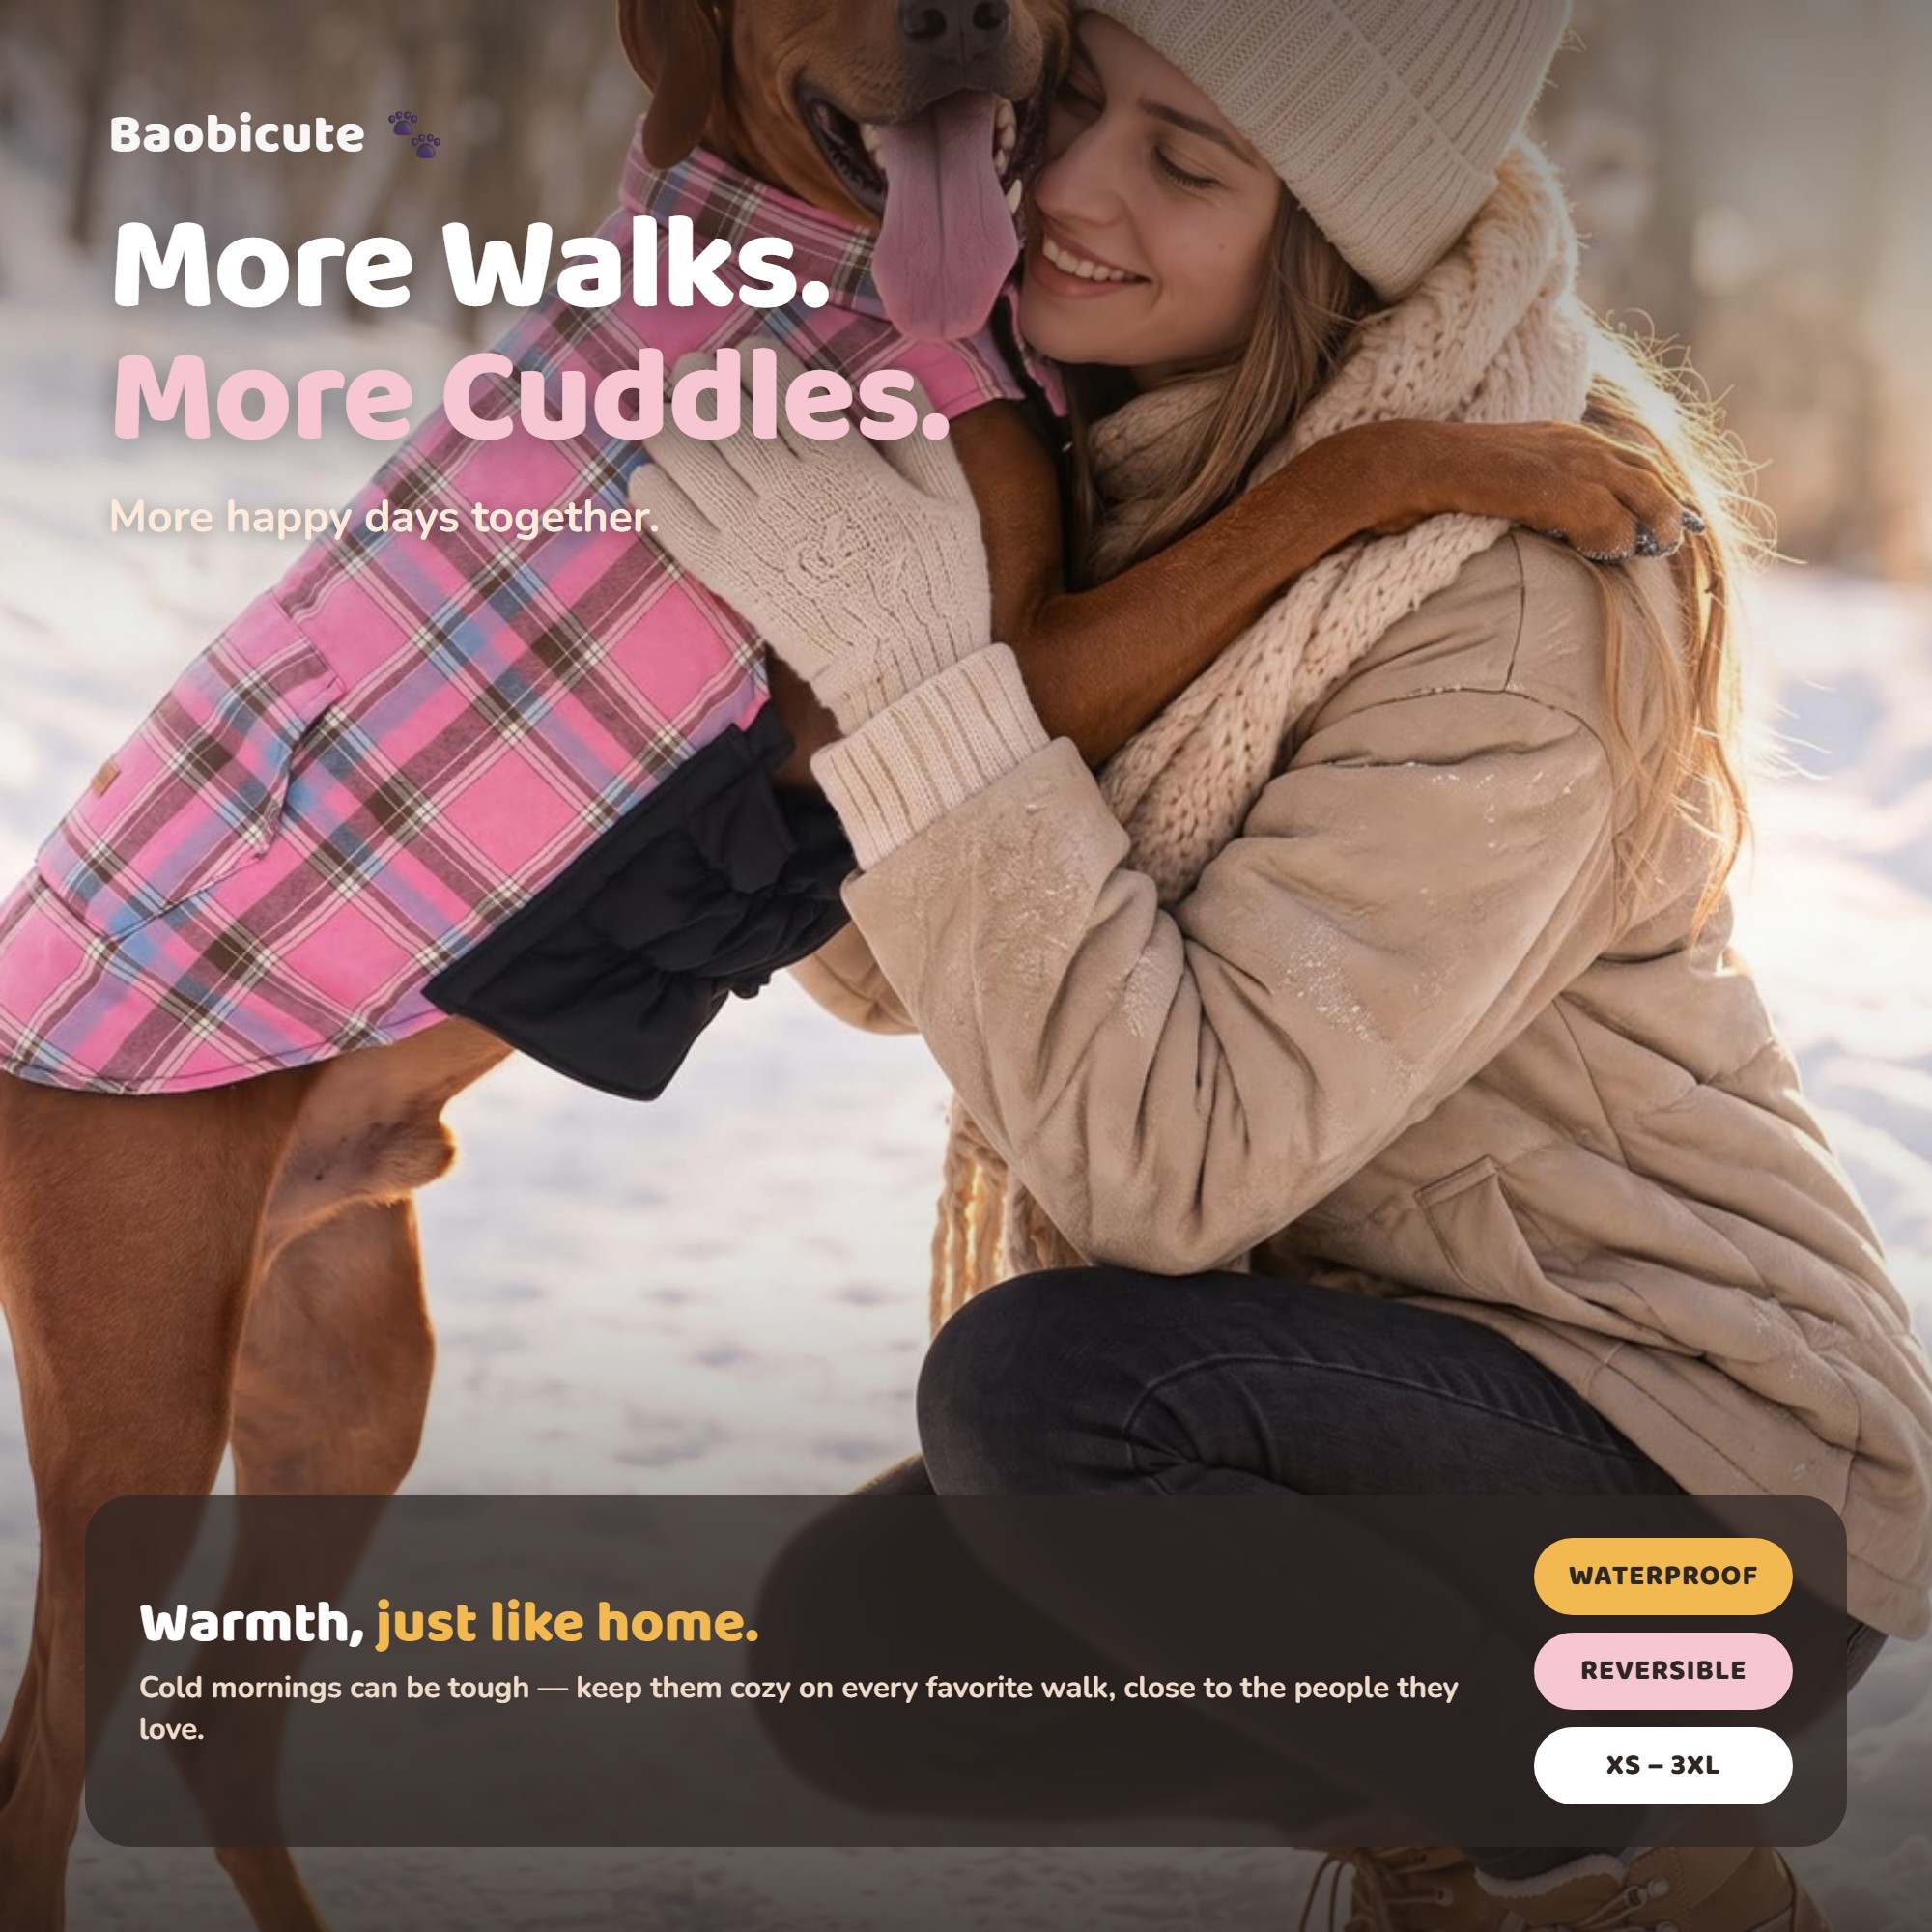 Baobicute
More Walks.
More Cuddles.
More happy days together.
Warmth, just like home.
Cold mornings can be tough — keep them cozy on every favorite walk, close to the people they
love.
WATERPROOF
REVERSIBLE
XS – 3XL